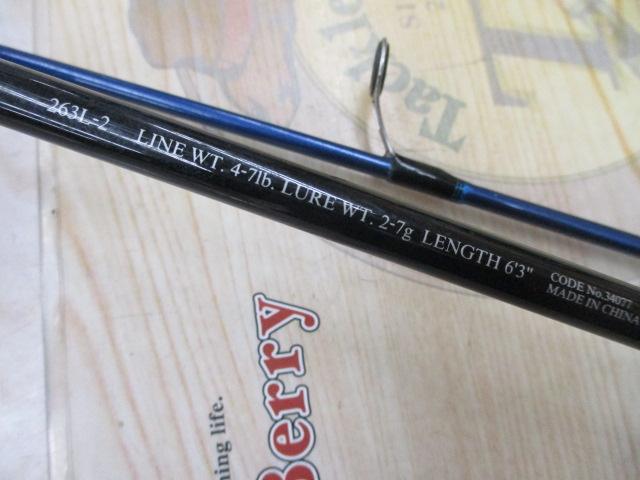 263L-2 LINE WT. 4-7lb. LURE WT. 2-7g LENGTH 6'3" CODE No.34077
MADE IN CHINA
Tackle
Berry
ning life.